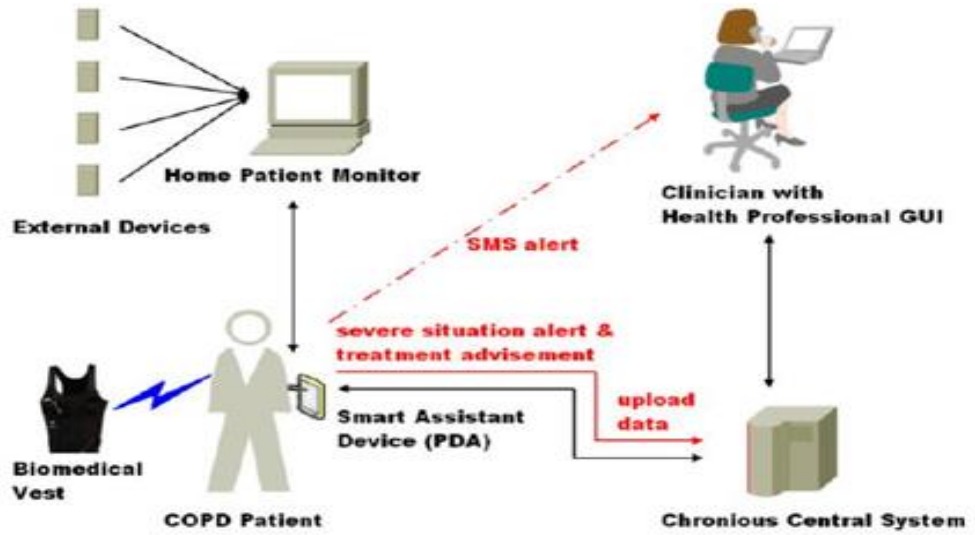 Home Patient Monitor
External Devices
Clinician with
Health Professional GUI
SMS alert
severe situation alert &
treatment advisement
Smart Assistant
Device (PDA)
upload
data
Biomedical
Vest
COPD Patient
Chronious Central System